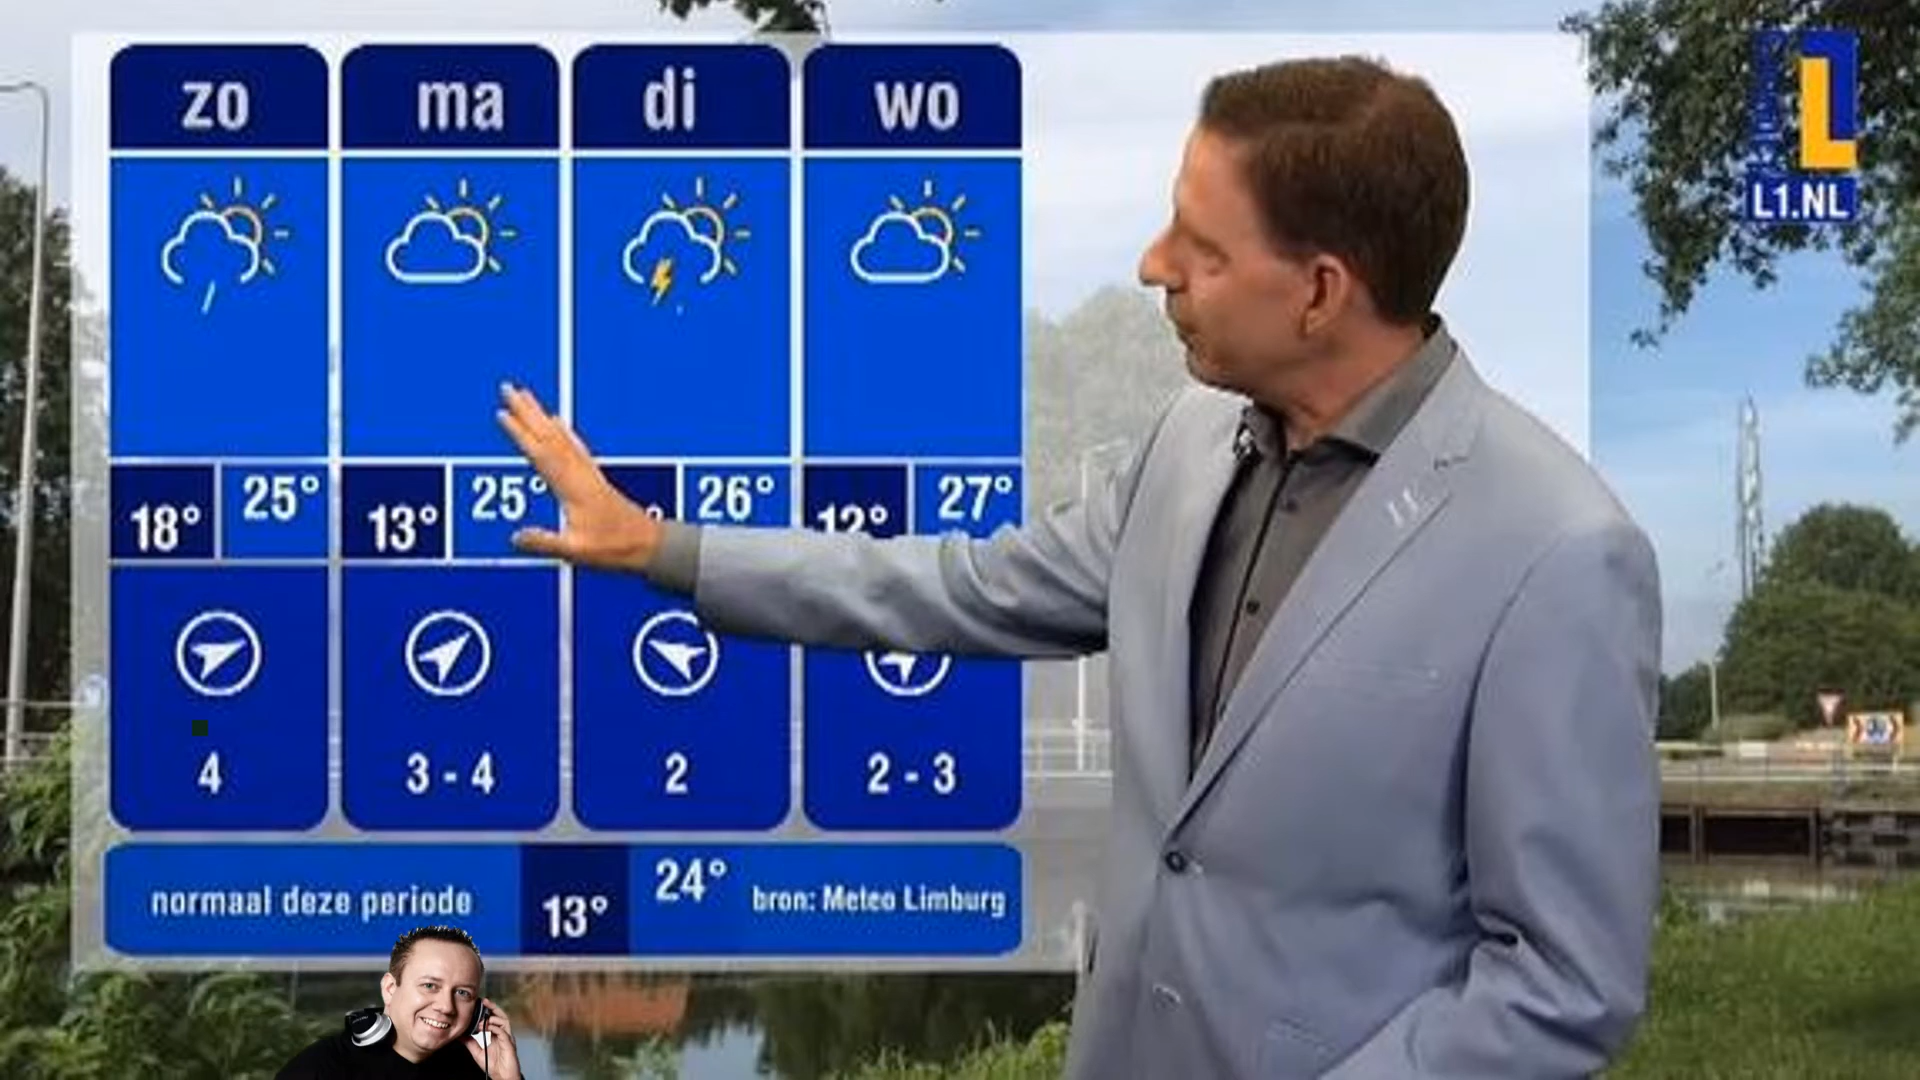 zo ma di wo
L1.NL
18° 25° 13° 25° 26° 12° 27°
4 3 - 4 2 2 - 3
normaal deze periode 13° 24° bron: Meteo Limburg